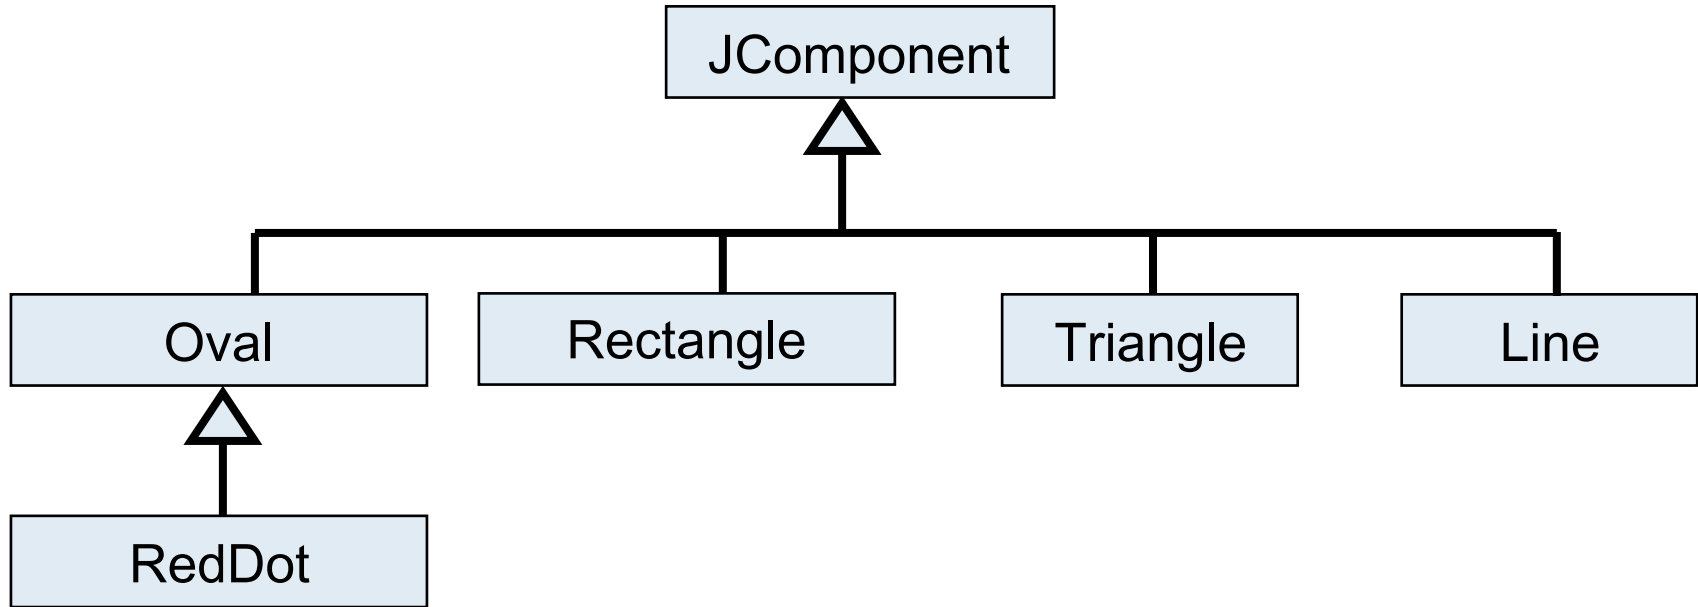 JComponent
Oval
Rectangle
Triangle
Line
RedDot